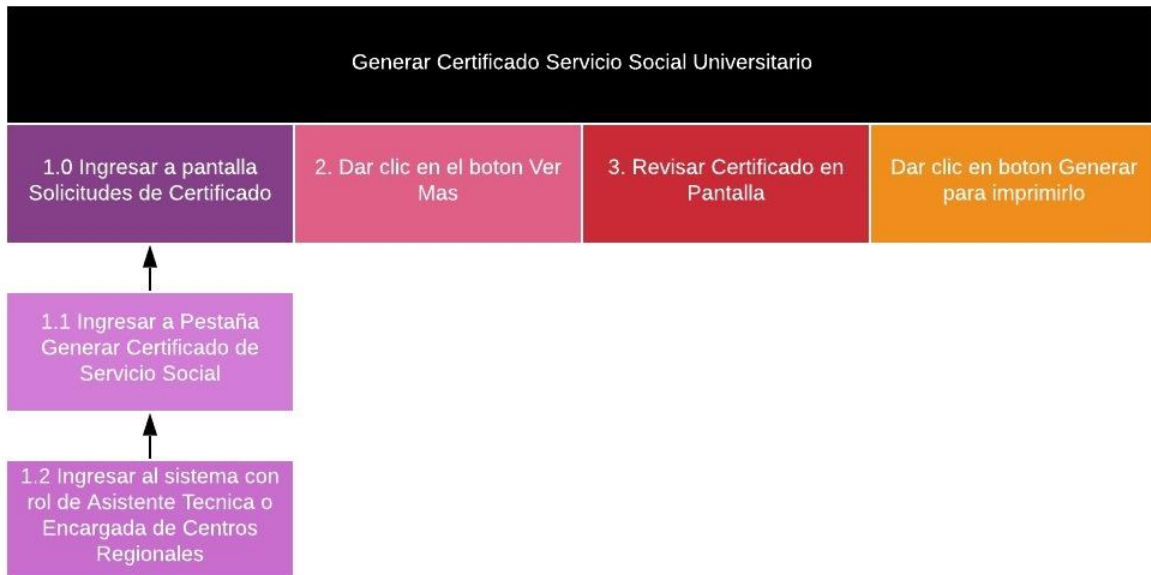 Generar Certificado Servicio Social Universitario
1.0 Ingresar a pantalla
Solicitudes de Certificado
2. Dar clic en el boton Ver
Mas
3. Revisar Certificado en
Pantalla
Dar clic en boton Generar
para imprimirlo
1.1 Ingresar a Pestaña
Generar Certificado de
Servicio Social
1.2 Ingresar al sistema con
rol de Asistente Tecnica o
Encargada de Centros
Regionales